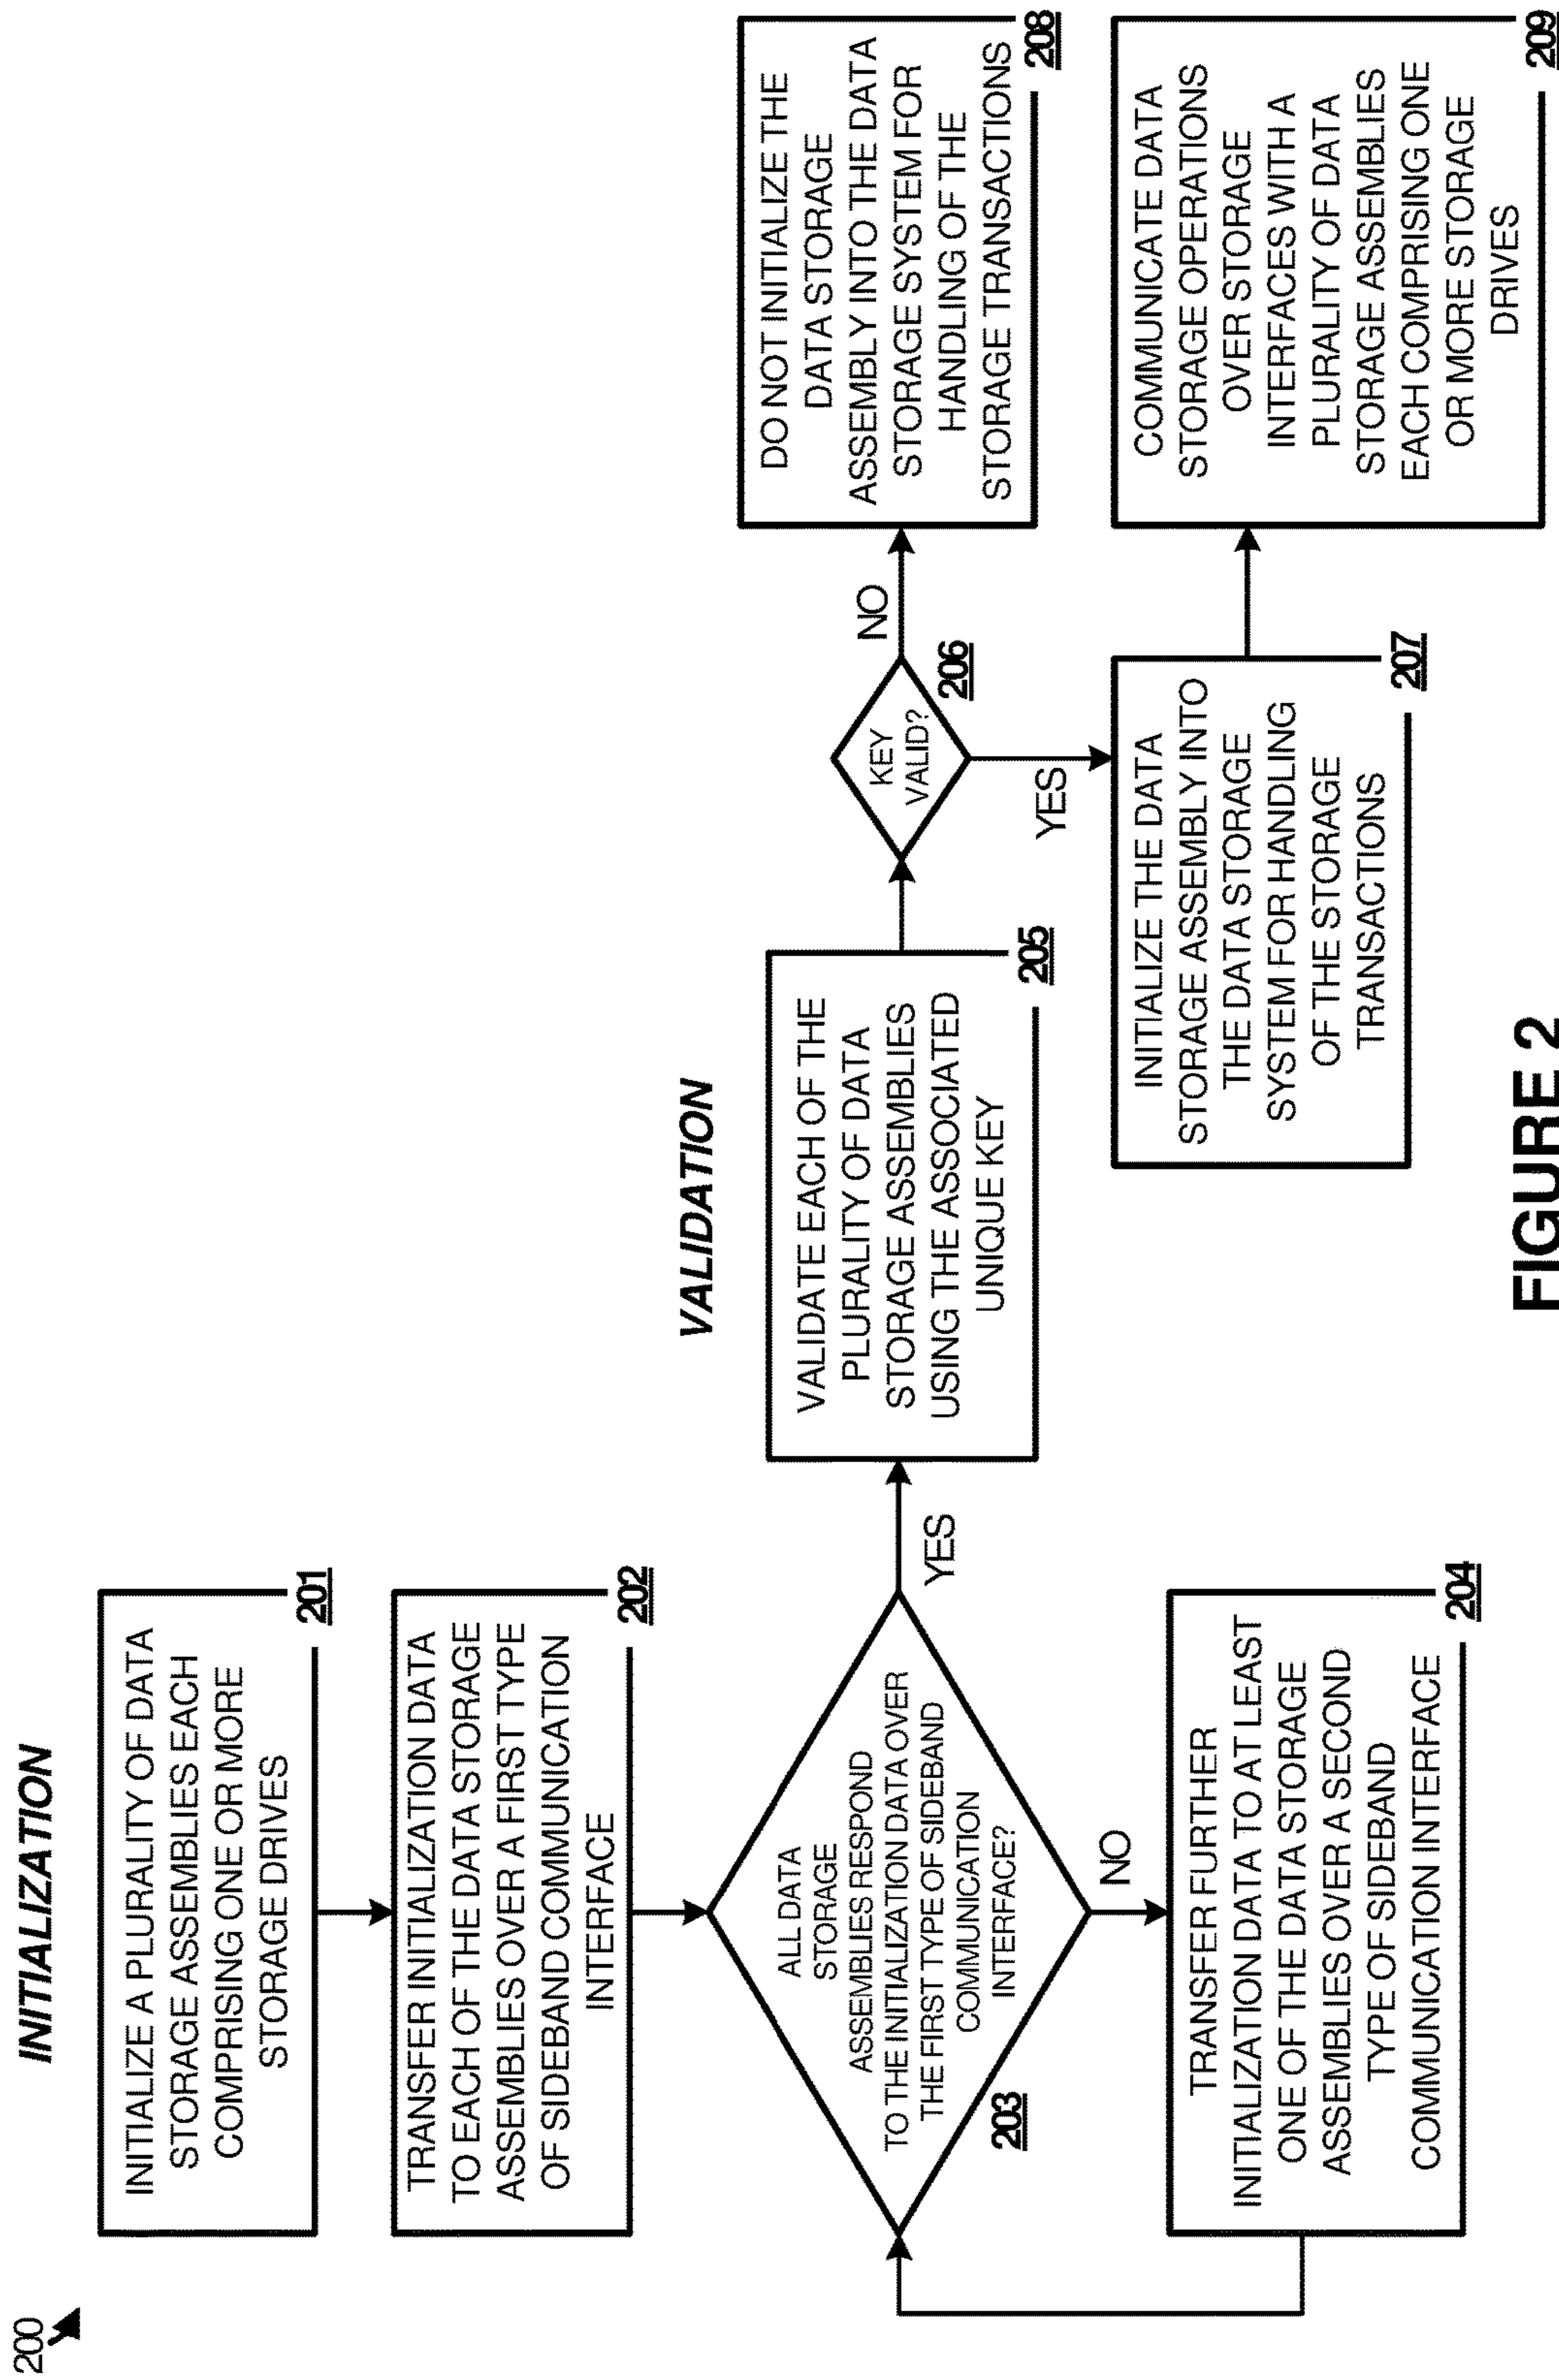 200
INITIALIZATION
INITIALIZE A PLURALITY OF DATA
STORAGE ASSEMBLIES EACH
COMPRISING ONE OR MORE
STORAGE DRIVES
201
TRANSFER INITIALIZATION DATA
TO EACH OF THE DATA STORAGE
ASSEMBLIES OVER A FIRST TYPE
OF SIDEBAND COMMUNICATION
INTERFACE
202
ALL DATA
STORAGE
ASSEMBLIES RESPOND
TO THE INITIALIZATION DATA OVER
THE FIRST TYPE OF SIDEBAND
COMMUNICATION
INTERFACE?
203
YES
NO
TRANSFER FURTHER
INITIALIZATION DATA TO AT LEAST
ONE OF THE DATA STORAGE
ASSEMBLIES OVER A SECOND
TYPE OF SIDEBAND
COMMUNICATION INTERFACE
204
VALIDATION
VALIDATE EACH OF THE
PLURALITY OF DATA
STORAGE ASSEMBLIES
USING THE ASSOCIATED
UNIQUE KEY
205
KEY
VALID?
206
NO
YES
DO NOT INITIALIZE THE
DATA STORAGE
ASSEMBLY INTO THE DATA
STORAGE SYSTEM FOR
HANDLING OF THE
STORAGE TRANSACTIONS
208
INITIALIZE THE DATA
STORAGE ASSEMBLY INTO
THE DATA STORAGE
SYSTEM FOR HANDLING
OF THE STORAGE
TRANSACTIONS
207
COMMUNICATE DATA
STORAGE OPERATIONS
OVER STORAGE
INTERFACES WITH A
PLURALITY OF DATA
STORAGE ASSEMBLIES
EACH COMPRISING ONE
OR MORE STORAGE
DRIVES
209
FIGURE 2